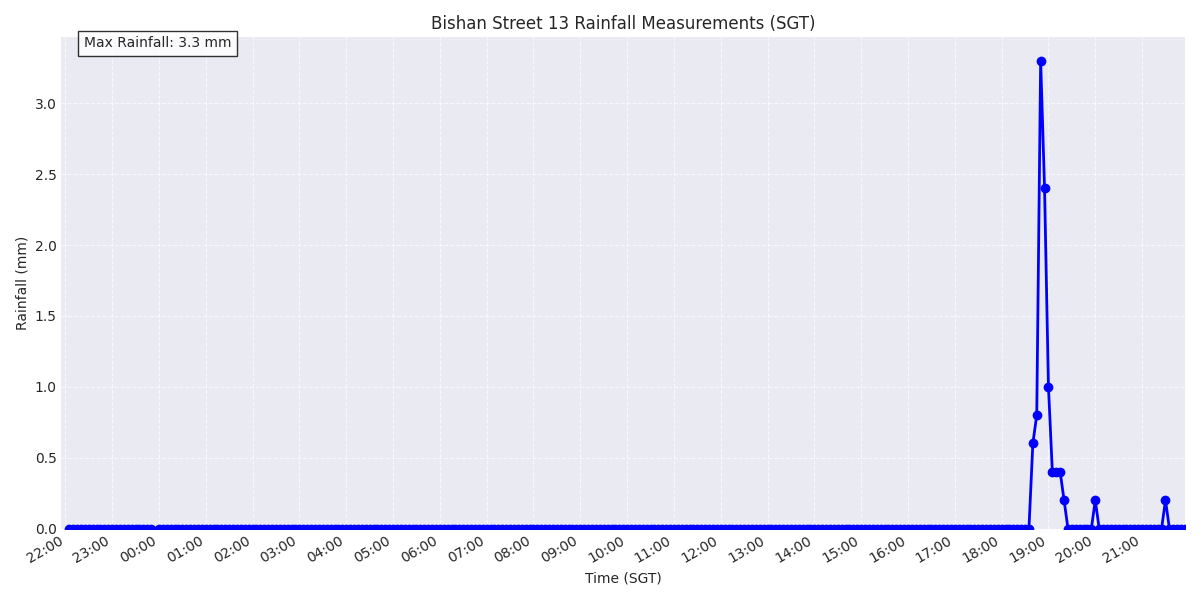 Bishan Street 13 Rainfall Measurements (SGT)
Max Rainfall: 3.3 mm
Rainfall (mm)
3.0
2.5
2.0
1.5
1.0
0.5
0.0
22:00 23:00 00:00 01:00 02:00 03:00 04:00 05:00 06:00 07:00 08:00 09:00 10:00 11:00 12:00 13:00 14:00 15:00 16:00 17:00 18:00 19:00 20:00 21:00
Time (SGT)